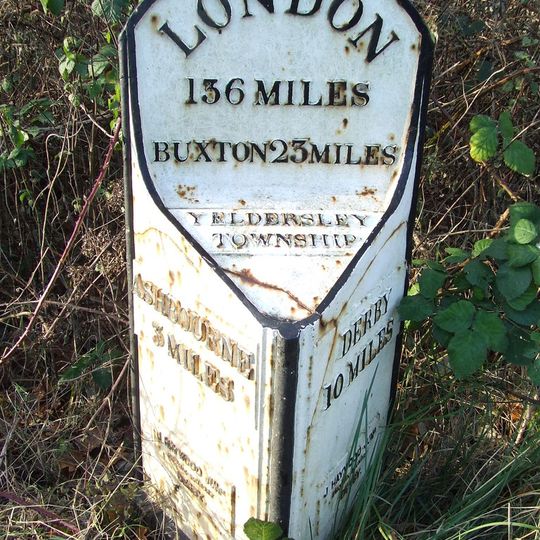 LONDON
136 MILES
BUXTON 23 MILES
YELDERSLEY
TOWNSHIP
ASHBOURNE
3 MILES
DERBY
10 MILES